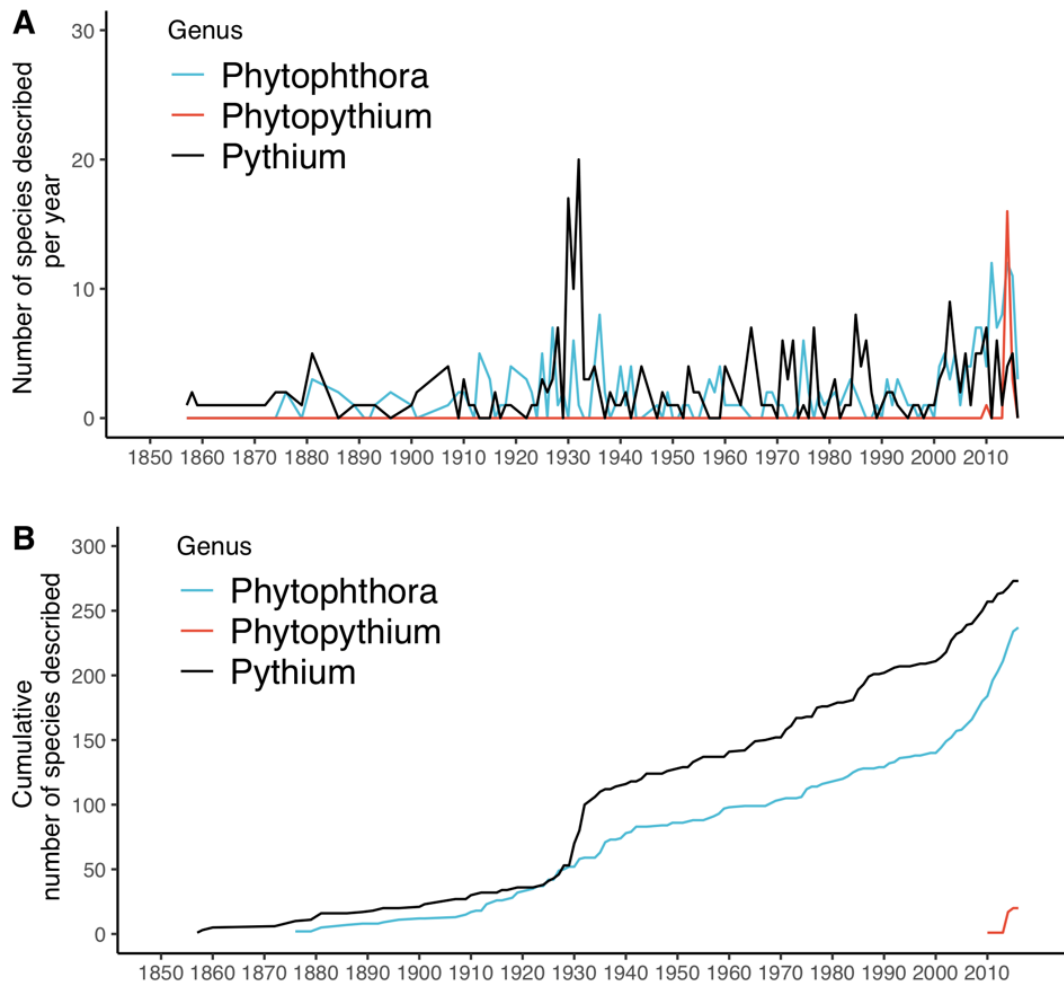 A
Number of species described
per year
30
20
10
0
Genus
Phytophthora
Phytopythium
Pythium
1850 1860 1870 1880 1890 1900 1910 1920 1930 1940 1950 1960 1970 1980 1990 2000 2010
B
Cumulative
number of species described
300
250
200
150
100
50
0
Genus
Phytophthora
Phytopythium
Pythium
1850 1860 1870 1880 1890 1900 1910 1920 1930 1940 1950 1960 1970 1980 1990 2000 2010